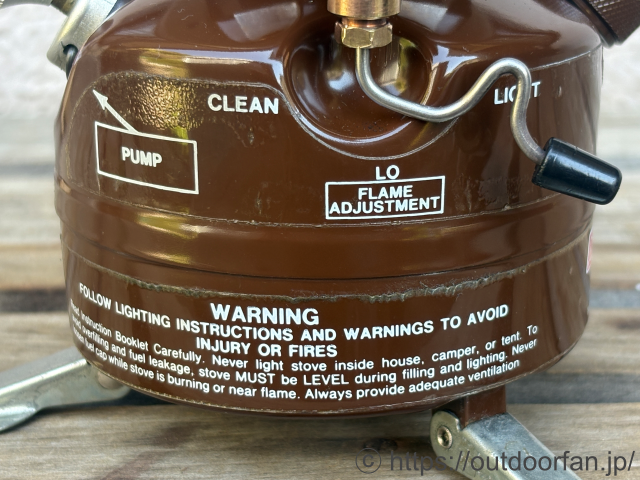 CLEAN
LIGHT
PUMP
LO
FLAME
ADJUSTMENT
WARNING
FOLLOW LIGHTING INSTRUCTIONS AND WARNINGS TO AVOID
INJURY OR FIRES
Instruction Booklet Carefully. Never light stove inside house, camper, or tent. To
overfilling and fuel leakage, stove MUST be LEVEL during filling and lighting. Never
fuel cap while stove is burning or near flame. Always provide adequate ventilation
© https://outdoorfan.jp/